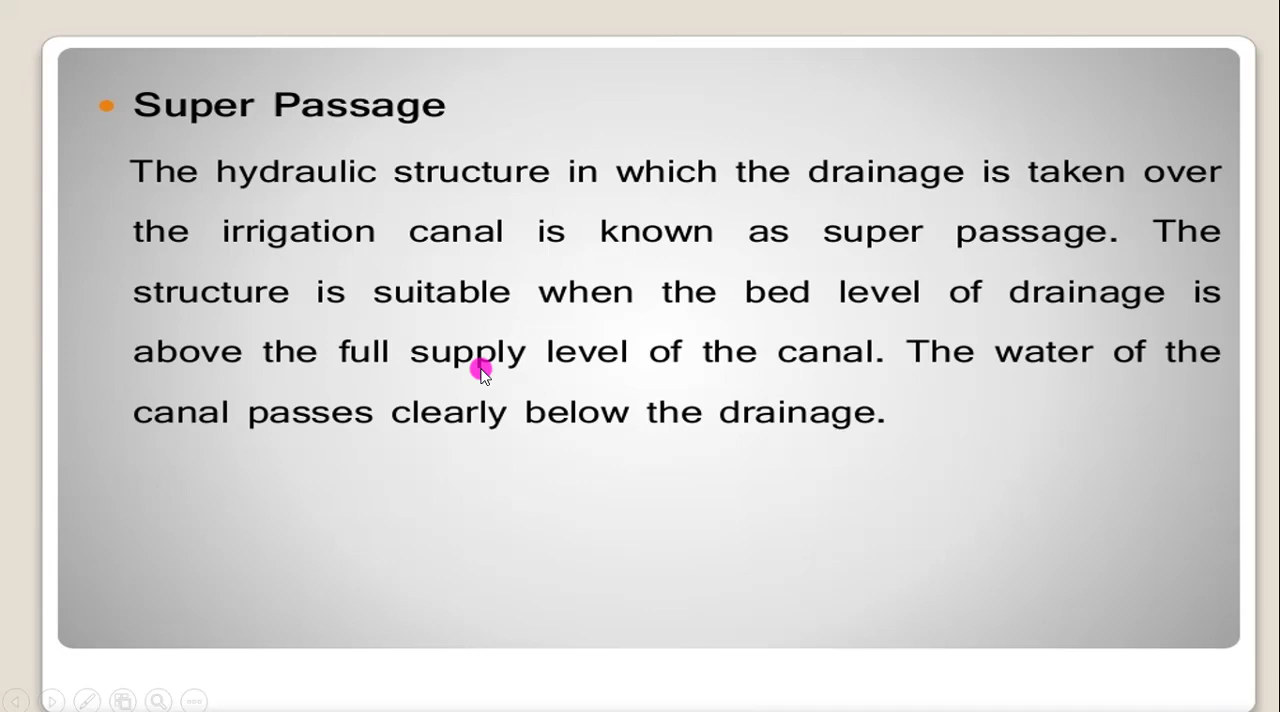 Super Passage
The hydraulic structure in which the drainage is taken over
the irrigation canal is known as super passage. The
structure is suitable when the bed level of drainage is
above the full supply level of the canal. The water of the
canal passes clearly below the drainage.